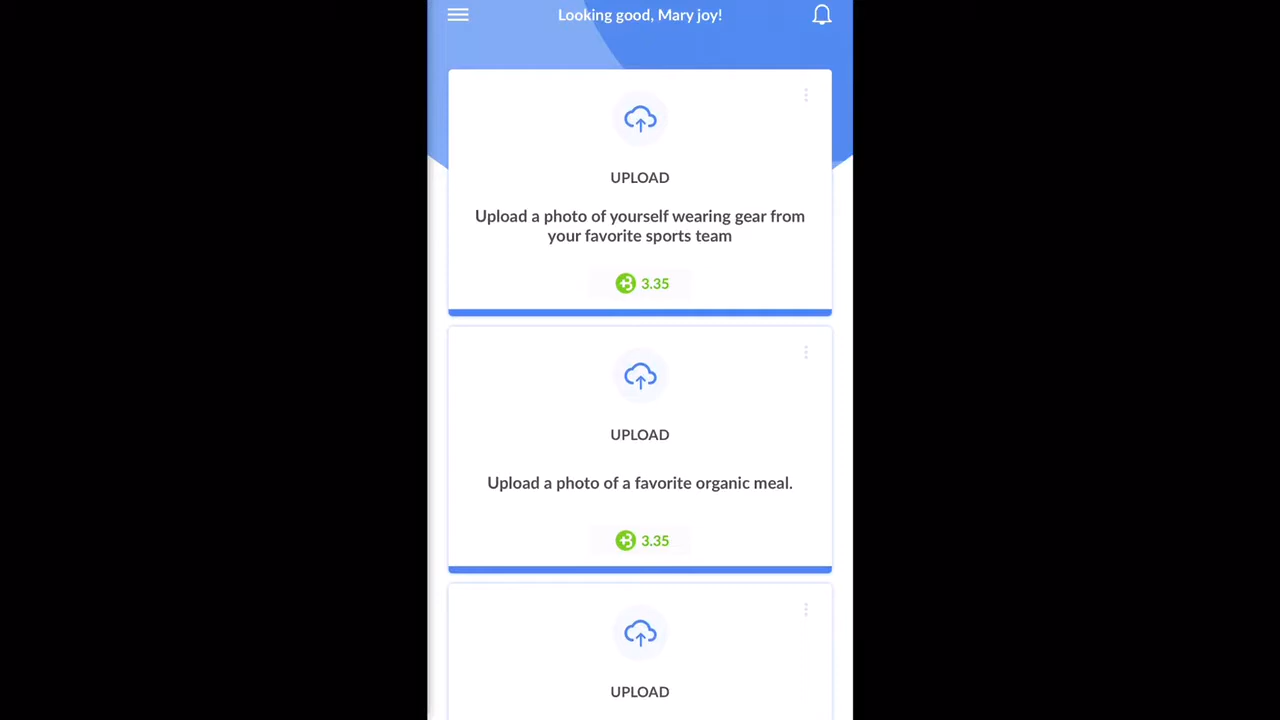 Looking good, Mary joy!
UPLOAD
Upload a photo of yourself wearing gear from
your favorite sports team
3.35
UPLOAD
Upload a photo of a favorite organic meal.
3.35
UPLOAD